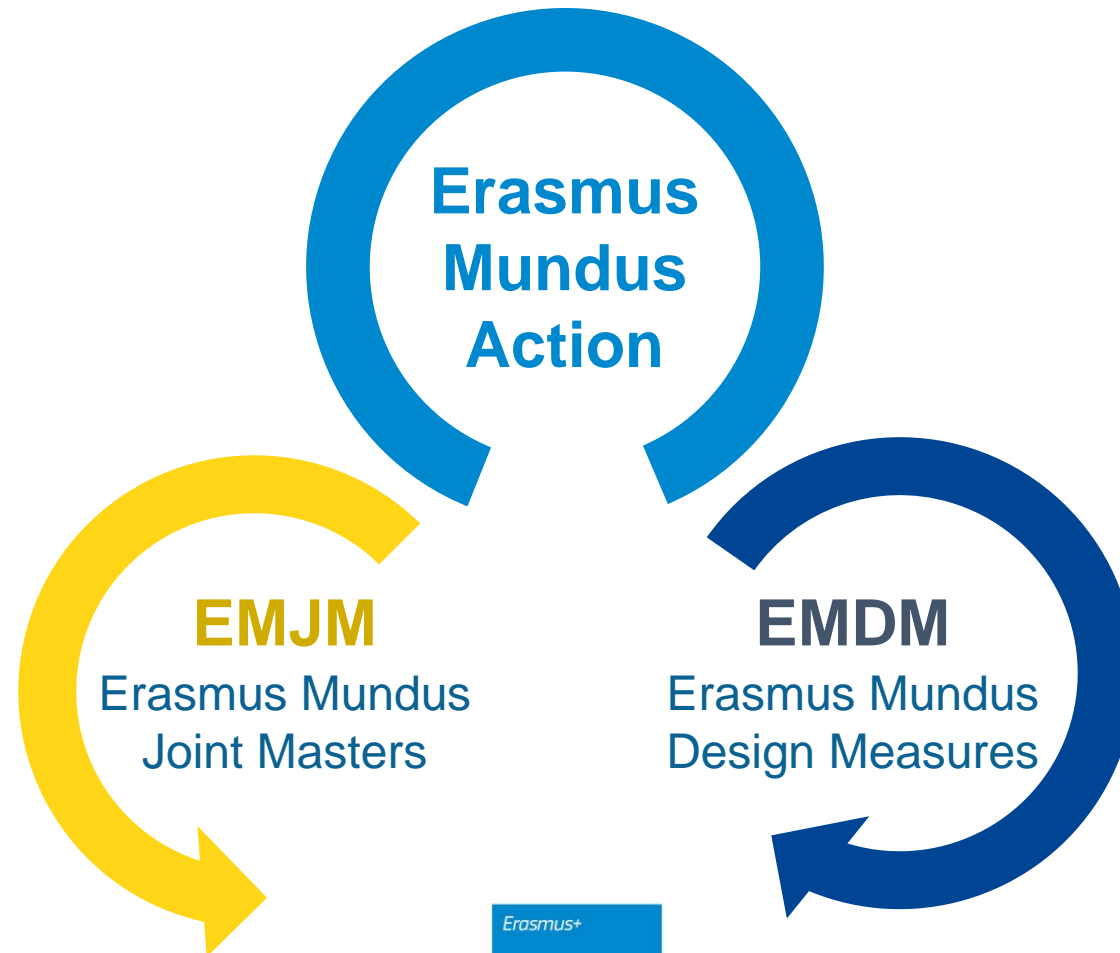 Erasmus
Mundus
Action
EMJM
Erasmus Mundus
Joint Masters
EMDM
Erasmus Mundus
Design Measures
Erasmus+